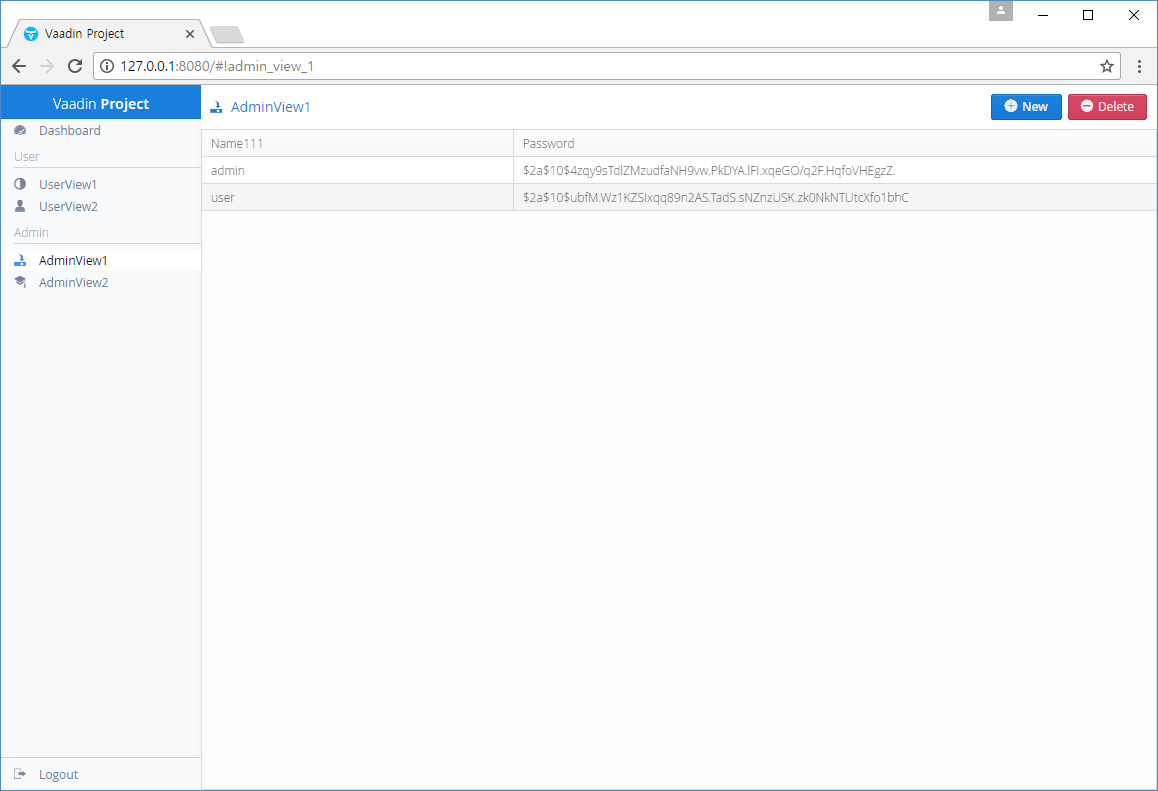 Vaadin Project
127.0.0.1:8080/#!admin_view_1
Vaadin Project
AdminView1
New
Delete
Dashboard
User
UserView1
UserView2
Admin
AdminView1
AdminView2
Name111
Password
admin
$2a$10$4zqy9sTdlZMzudfaNH9vw.PkDYA.lFI.xqeGO/q2F.HqfoVHEgzZ.
user
$2a$10$ubfM.Wz1KZSIxqq89n2AS.TadS.sNZnzUSK.zk0NkNTUtcXfo1bhC
Logout